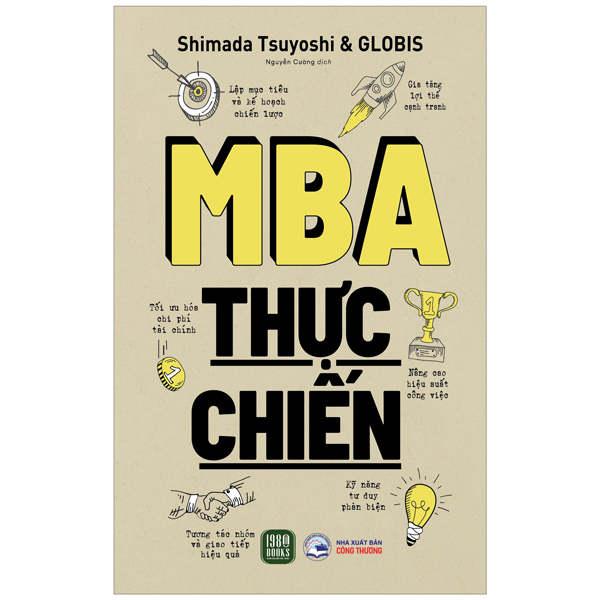 Shimada Tsuyoshi & GLOBIS
Nguyễn Cường dịch
Lập mục tiêu
và kế hoạch
chiến lược
Gia tăng
lợi thế
cạnh tranh
MBA
THỰC
CHIẾN
Tối ưu hóa
chi phí
tài chính
1
1
Nâng cao
hiệu suất
công việc
Kỹ năng
tư duy
phản biện
Tương tác nhóm
và giao tiếp
hiệu quả
1980
BOOKS
NHÀ XUẤT BẢN
CÔNG THƯƠNG